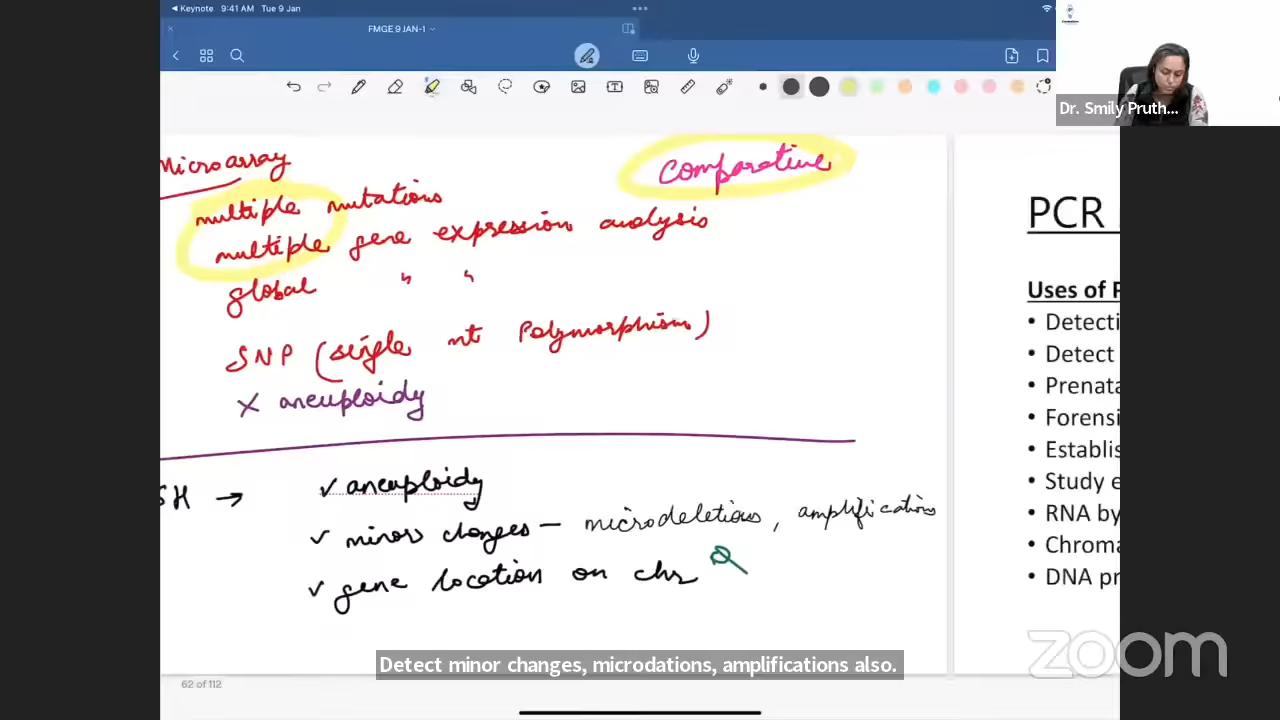 Keynote 9:41 AM Tue 9 Jan
FMGE 9 JAN-1
Dr. Smily Pruth...
Microarray
comparative
multiple mutations
multiple gene expression analysis
global " "
SNP (single nt Polymorphism)
X aneuploidy
SH → ✓ aneuploidy
✓ minor changes — microdeletions, amplifications
✓ gene location on chr
PCR
Uses of P
• Detecti
• Detect
• Prenata
• Forensi
• Establis
• Study e
• RNA by
• Chroma
• DNA pr
Detect minor changes, microdations, amplifications also.
62 of 112
zoom